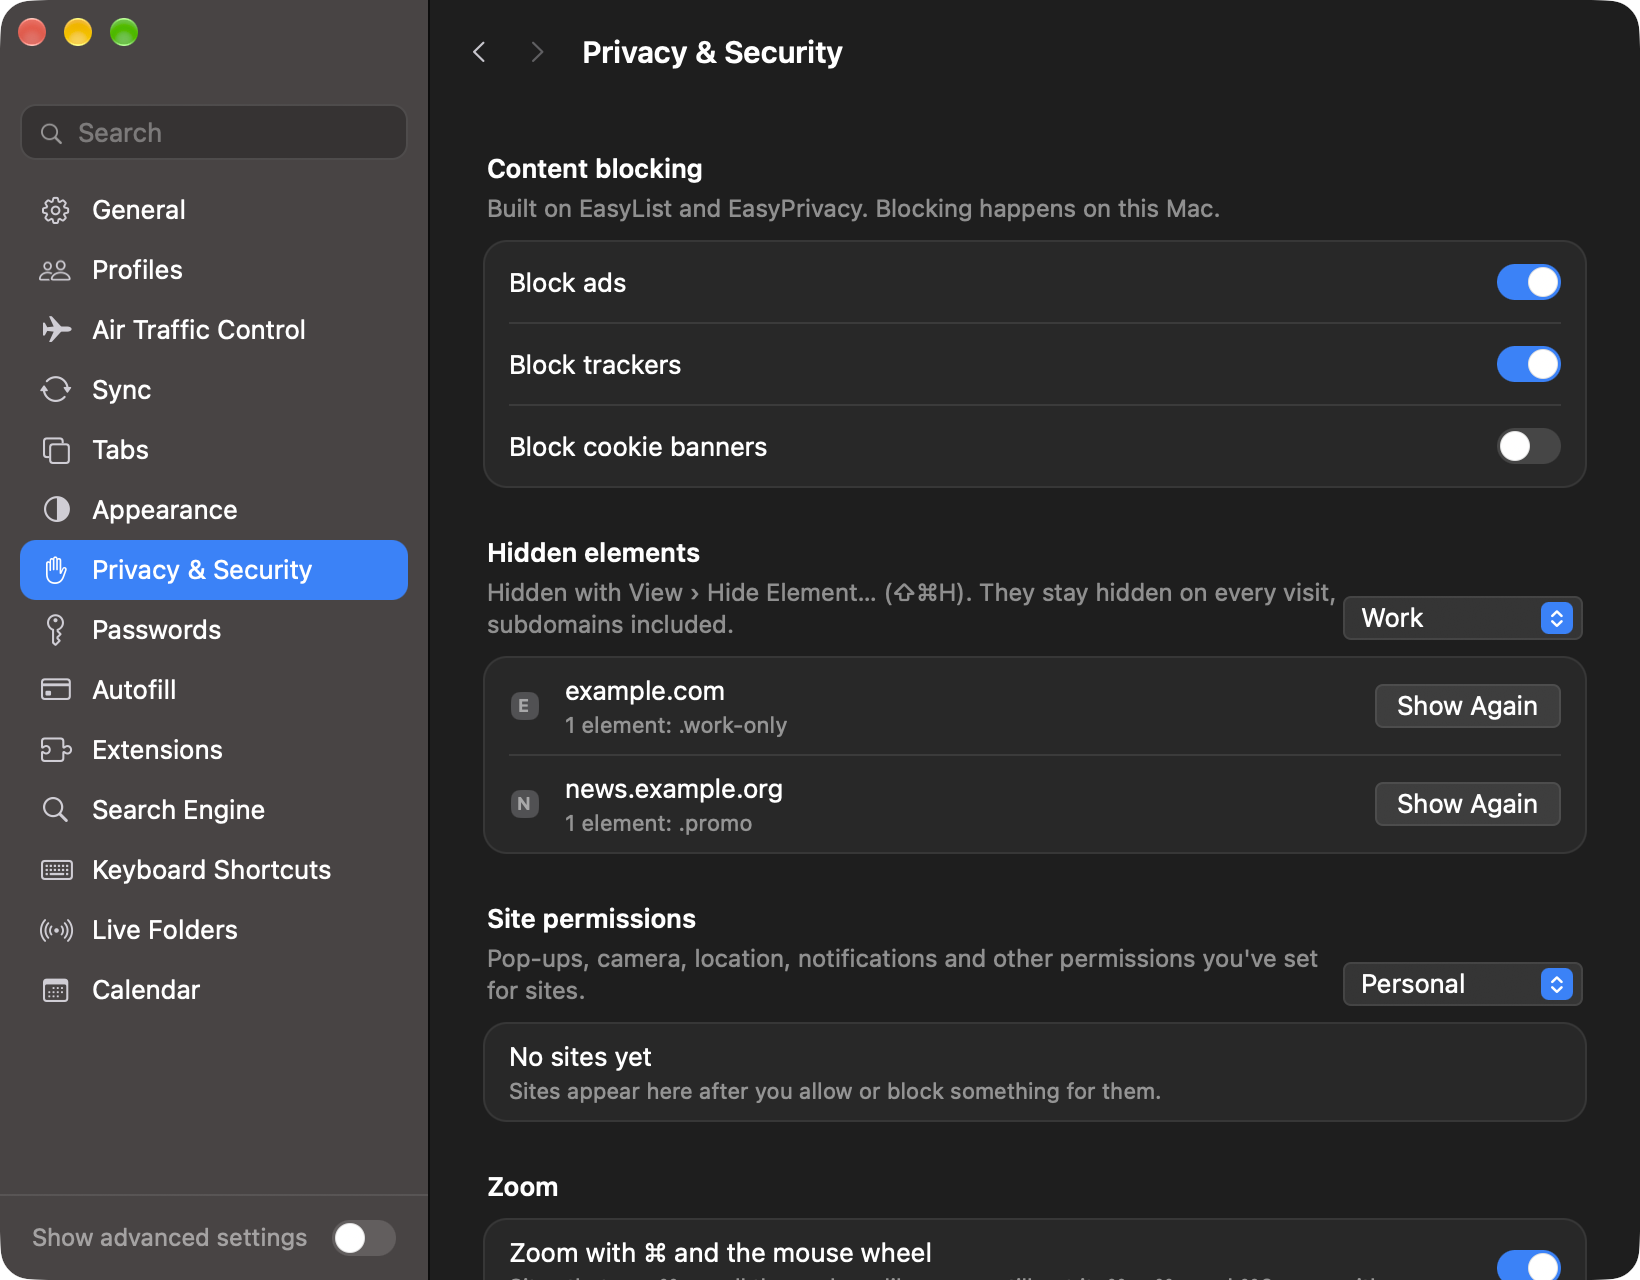 Privacy & Security
Search
General
Profiles
Air Traffic Control
Sync
Tabs
Appearance
Privacy & Security
Passwords
Autofill
Extensions
Search Engine
Keyboard Shortcuts
Live Folders
Calendar
Show advanced settings
Content blocking
Built on EasyList and EasyPrivacy. Blocking happens on this Mac.
Block ads
Block trackers
Block cookie banners
Hidden elements
Hidden with View › Hide Element... (⇧⌘H). They stay hidden on every visit,
subdomains included.
Work
E
example.com
1 element: .work-only
Show Again
N
news.example.org
1 element: .promo
Show Again
Site permissions
Pop-ups, camera, location, notifications and other permissions you've set
for sites.
Personal
No sites yet
Sites appear here after you allow or block something for them.
Zoom
Zoom with ⌘ and the mouse wheel